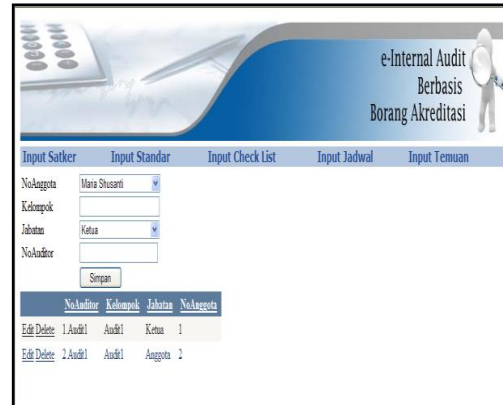 e-Internal Audit
Berbasis
Borang Akreditasi
Input Satker Input Standar Input Check List Input Jadwal Input Temuan
NoAnggota Maria Shusanti
Kelompok
Jabatan Ketua
NoAuditor
Simpan
NoAuditor Kelompok Jabatan NoAnggota
Edit Delete 1.Audit1 Audit1 Ketua 1
Edit Delete 2.Audit1 Audit1 Anggota 2